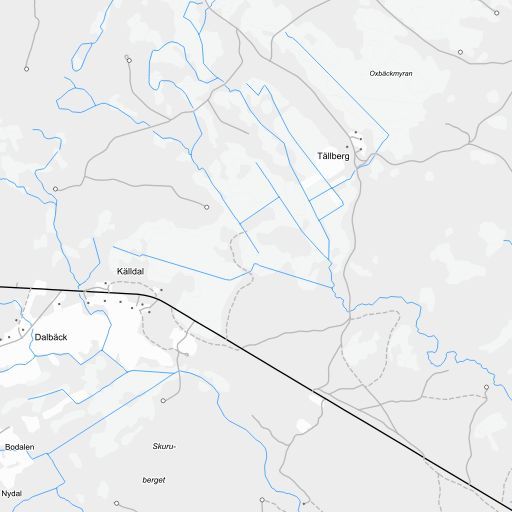 Oxbäckmyran
Tällberg
Källdal
Dalbäck
Skuru-
Bodalen
berget
Nydal